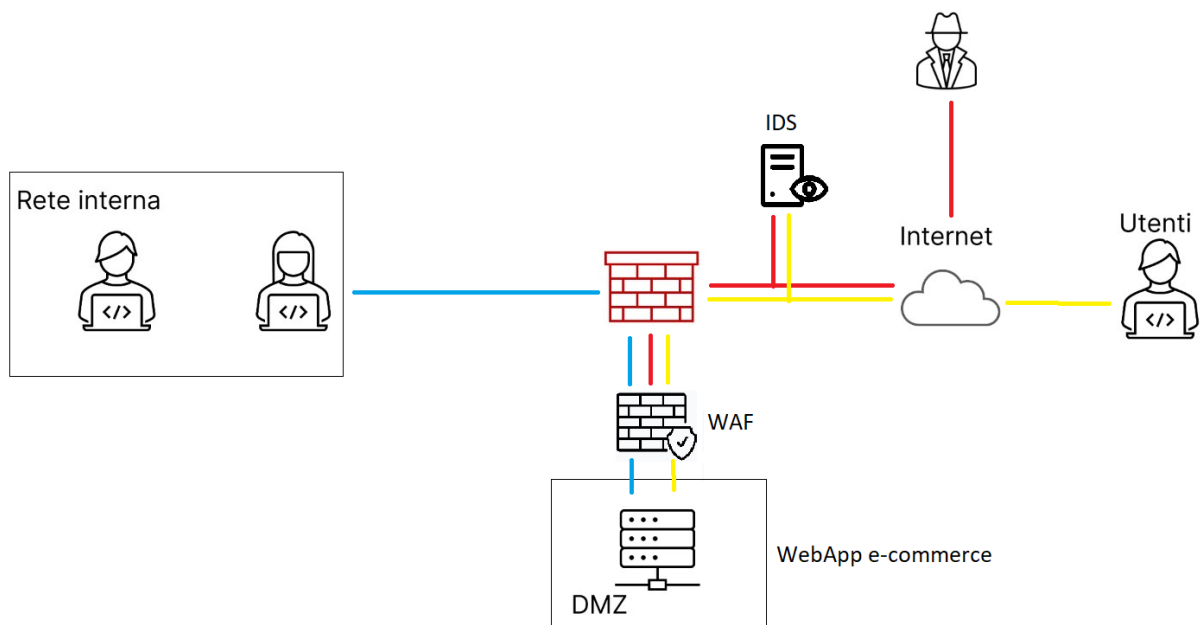 IDS
Rete interna
Internet
Utenti
WAF
WebApp e-commerce
DMZ